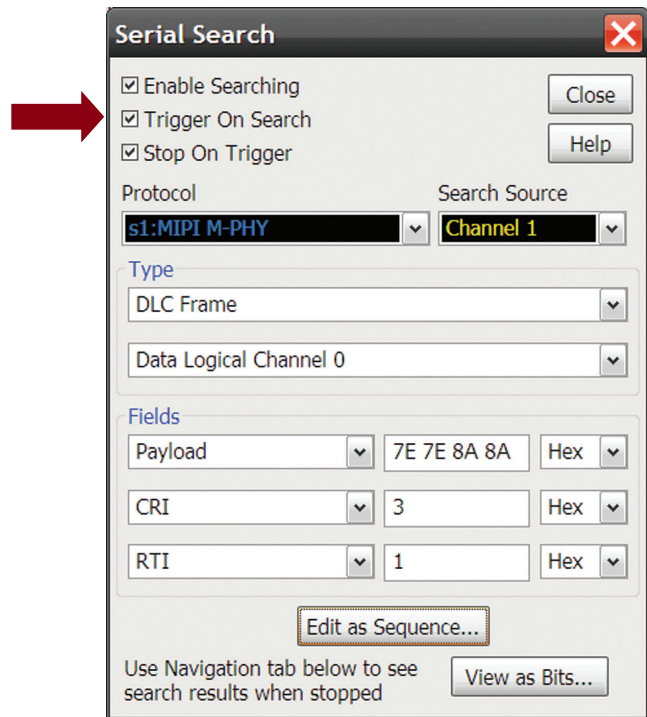 Serial Search
Enable Searching
Close
Trigger On Search
Stop On Trigger
Help
Protocol Search Source
s1:MIPI M-PHY Channel 1
Type
DLC Frame
Data Logical Channel 0
Fields
Payload 7E 7E 8A 8A Hex
CRI 3 Hex
RTI 1 Hex
Edit as Sequence...
Use Navigation tab below to see
search results when stopped
View as Bits...